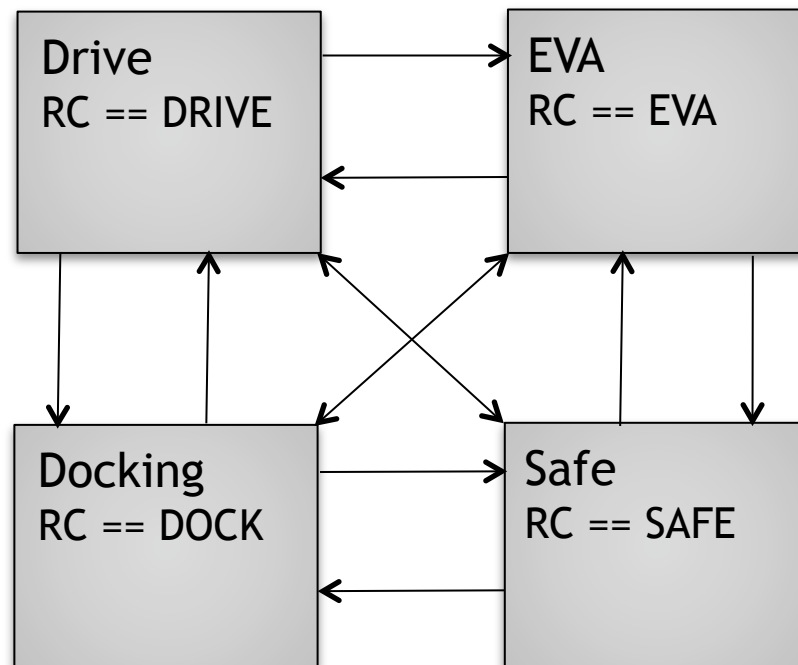 Drive
RC == DRIVE
EVA
RC == EVA
Docking
RC == DOCK
Safe
RC == SAFE